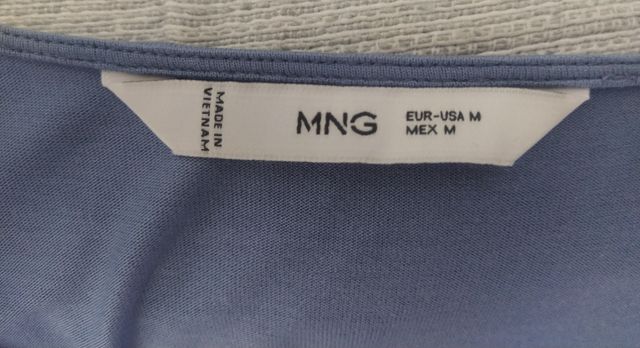 MADE IN
VIETNAM
MNG
EUR-USA M
MEX M